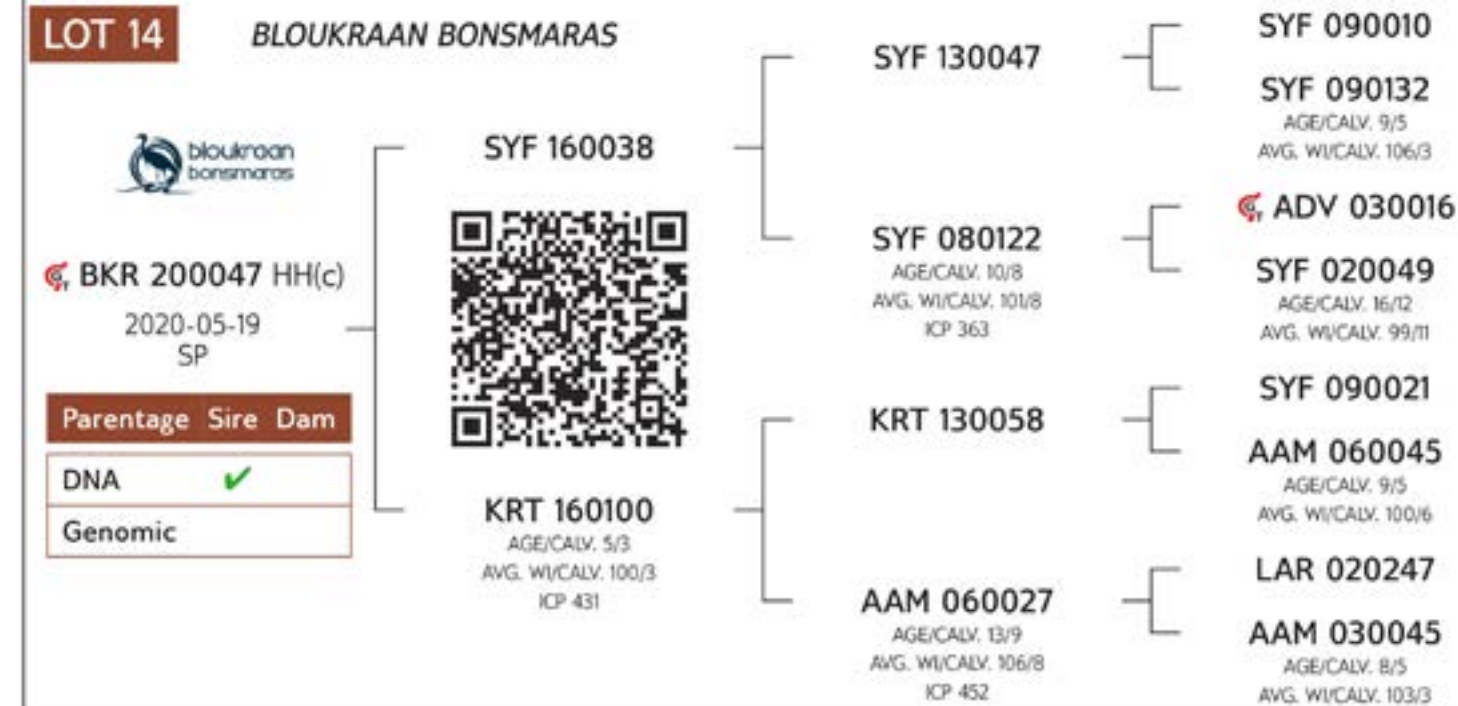 LOT 14
BLOUKRAAN BONSMARAS
bloukraan
bonsmaras
BKR 200047 HH(c)
2020-05-19
SP
Parentage Sire Dam
DNA ✔
Genomic
SYF 160038
KRT 160100
AGE/CALV. 5/3
AVG. WI/CALV. 100/3
ICP 431
SYF 130047
SYF 080122
AGE/CALV. 10/8
AVG. WI/CALV. 101/8
ICP 363
KRT 130058
AAM 060027
AGE/CALV. 13/9
AVG. WI/CALV. 106/8
ICP 452
SYF 090010
SYF 090132
AGE/CALV. 9/5
AVG. WI/CALV. 106/3
ADV 030016
SYF 020049
AGE/CALV. 16/12
AVG. WI/CALV. 99/11
SYF 090021
AAM 060045
AGE/CALV. 9/5
AVG. WI/CALV. 100/6
LAR 020247
AAM 030045
AGE/CALV. 8/5
AVG. WI/CALV. 103/3